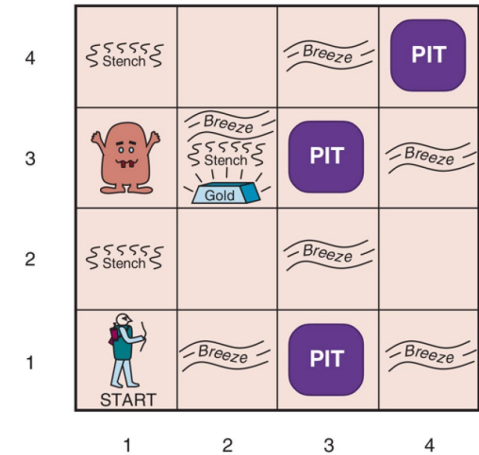 4
Stench
Breeze
PIT
3
Breeze
Stench
Gold
PIT
Breeze
2
Stench
Breeze
1
START
Breeze
PIT
Breeze
1 2 3 4